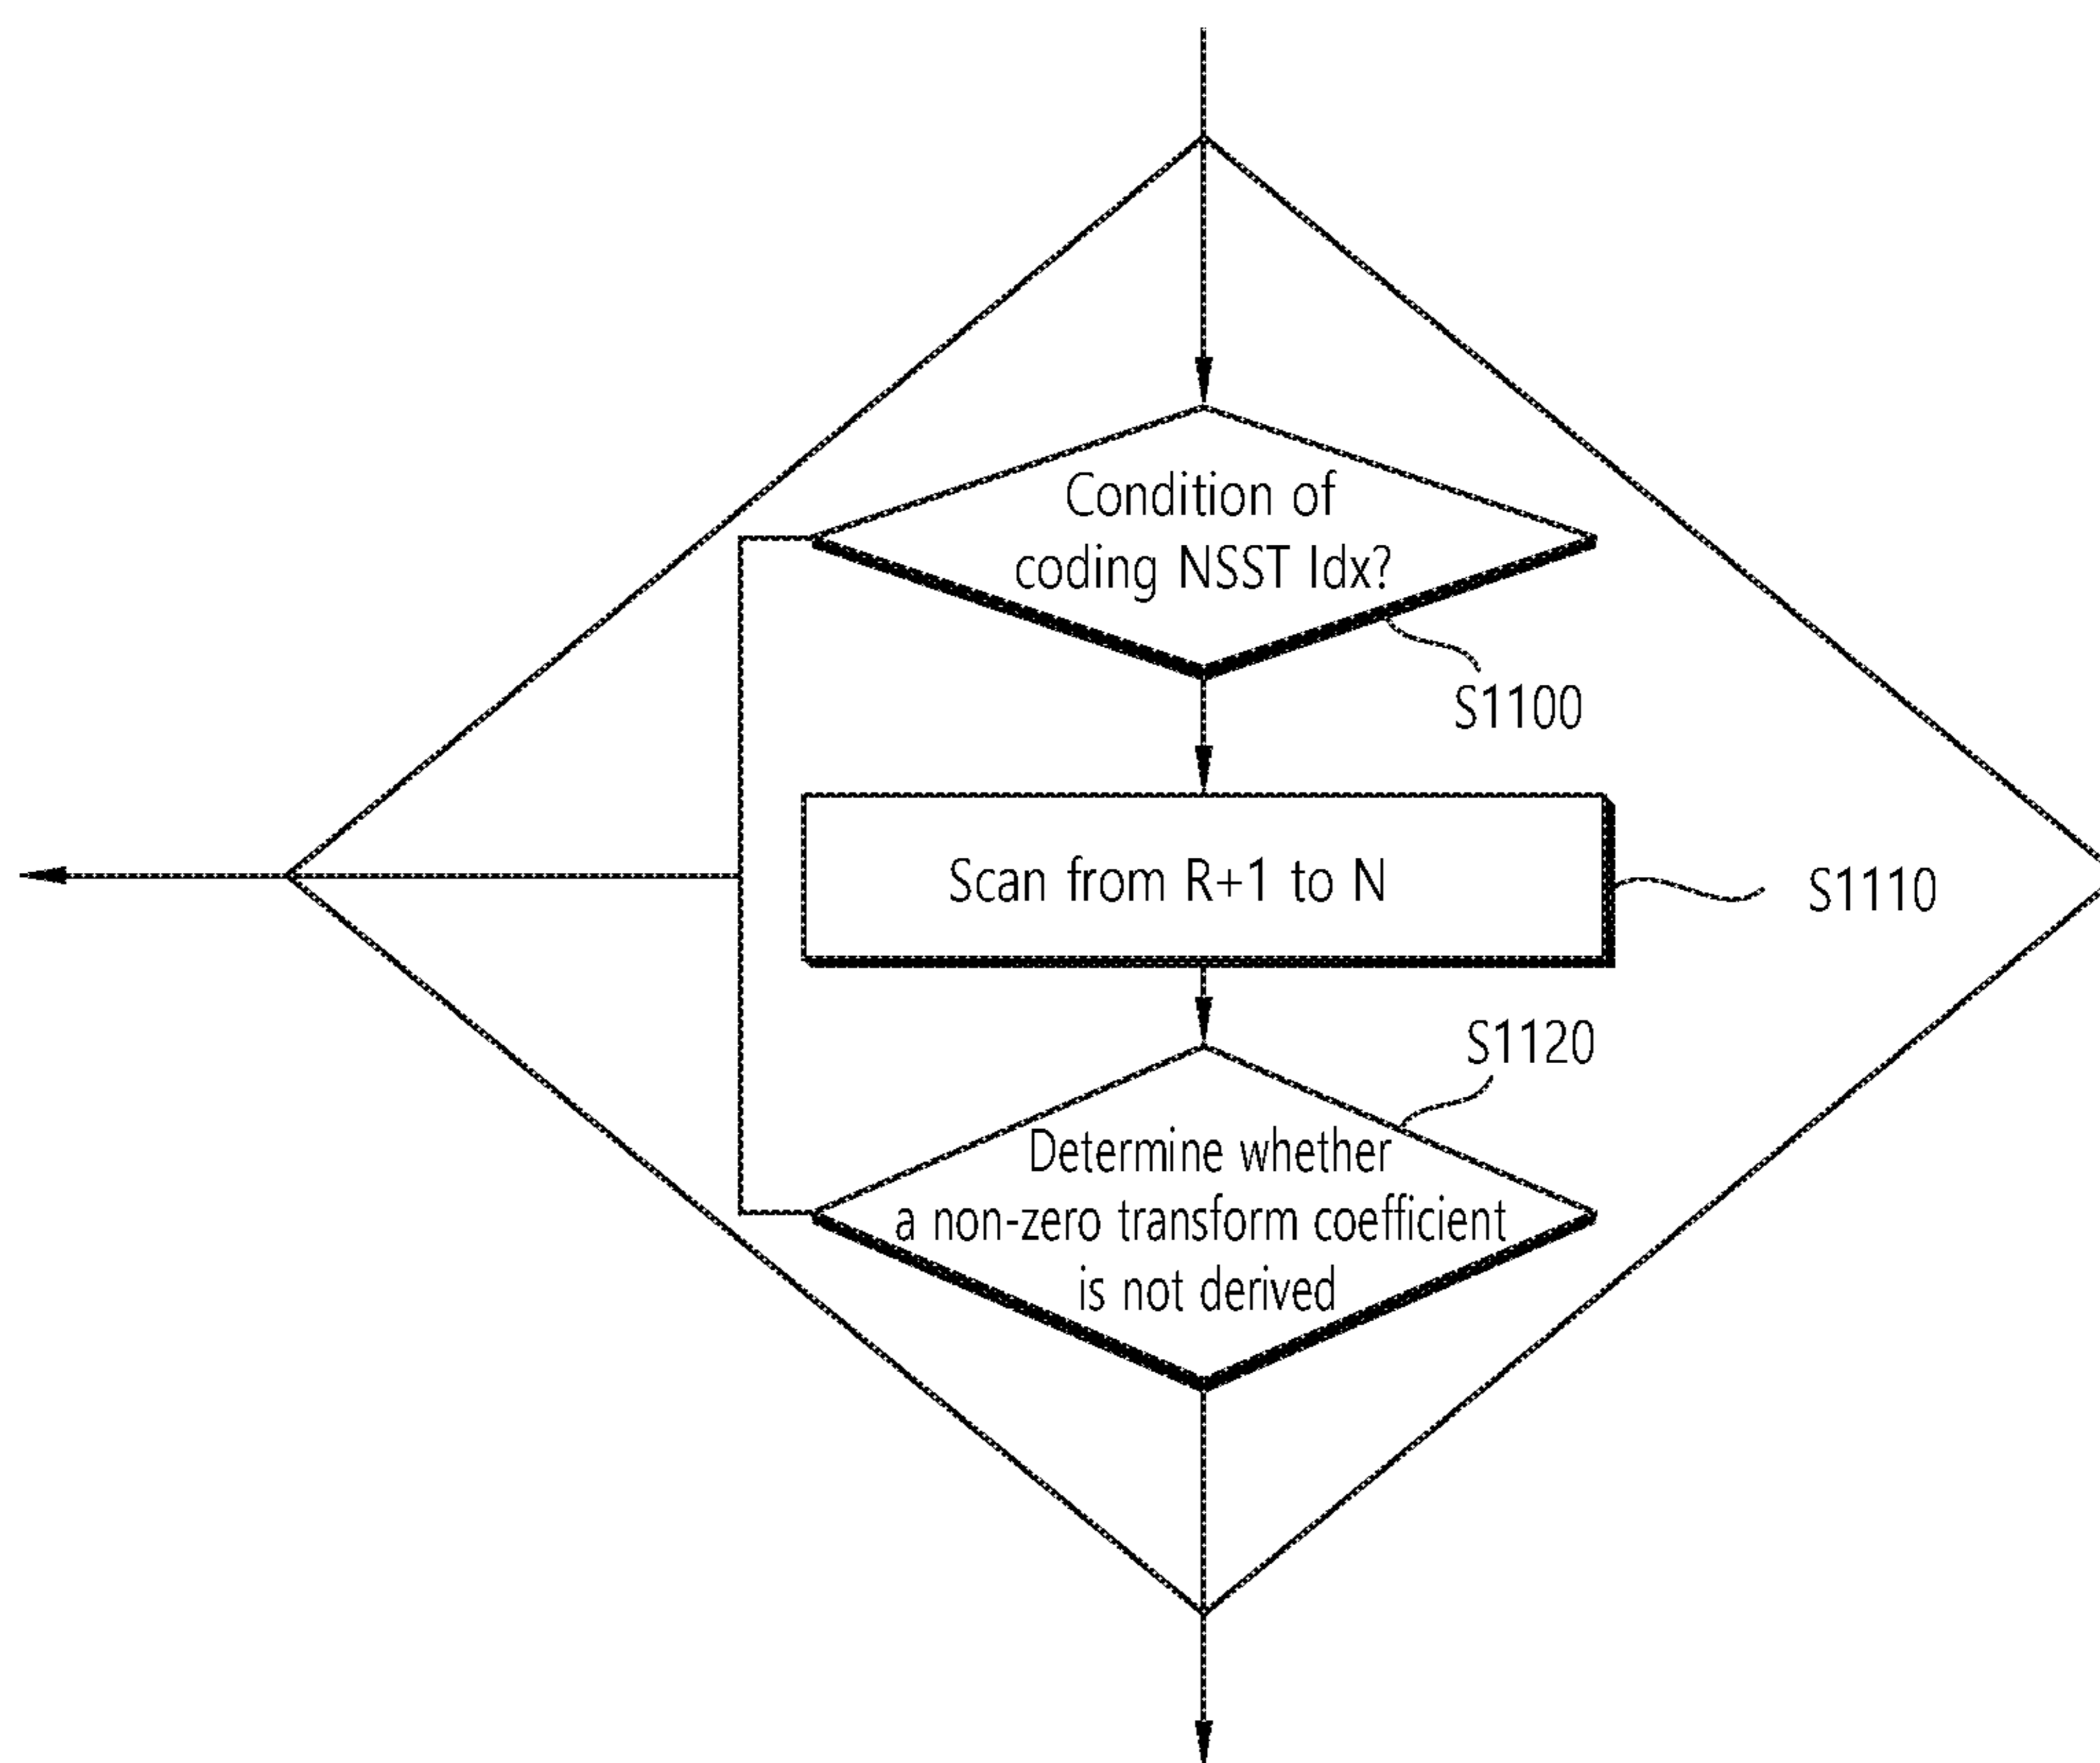 Condition of
coding NSST Idx?
S1100
Scan from R+1 to N
S1110
S1120
Determine whether
a non-zero transform coefficient
is not derived